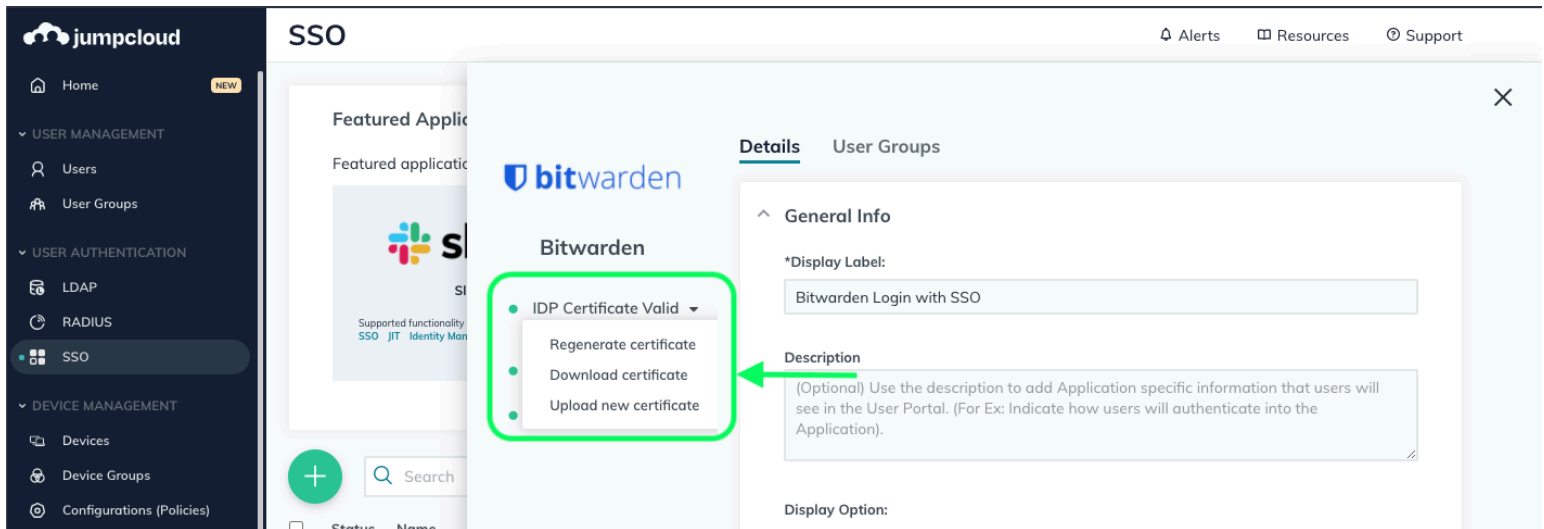 jumpcloud
Home NEW
USER MANAGEMENT
Users
User Groups
USER AUTHENTICATION
LDAP
RADIUS
SSO
DEVICE MANAGEMENT
Devices
Device Groups
Configurations (Policies)
SSO
Alerts Resources Support
Featured Applic
Featured applicatio
sl
Sl
Supported functionality
SSO JIT Identity Man
Search
Status Name
bitwarden
Bitwarden
IDP Certificate Valid
Regenerate certificate
Download certificate
Upload new certificate
Details User Groups
General Info
*Display Label:
Bitwarden Login with SSO
Description
(Optional) Use the description to add Application specific information that users will
see in the User Portal. (For Ex: Indicate how users will authenticate into the
Application).
Display Option: